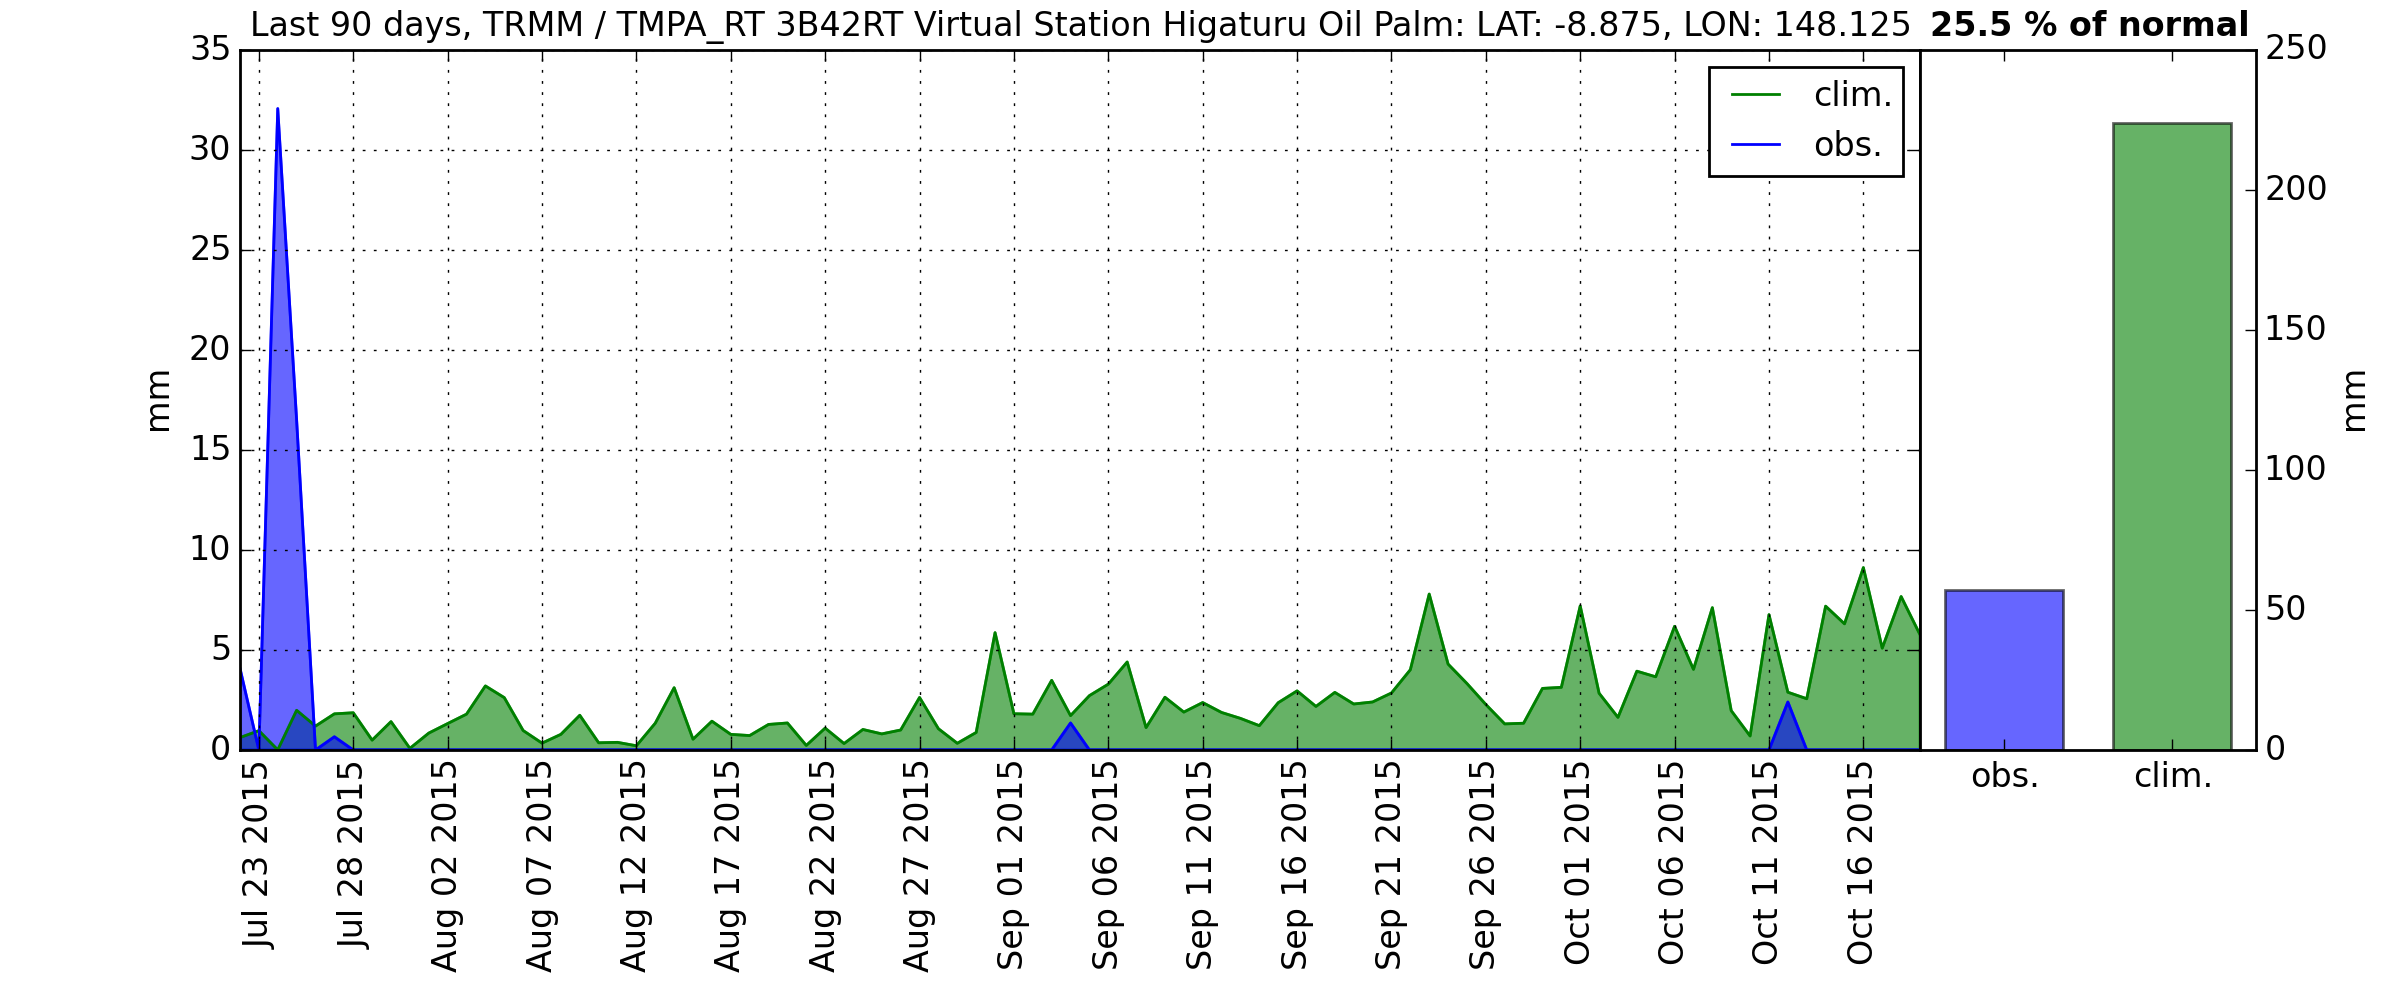 Last 90 days, TRMM / TMPA_RT 3B42RT Virtual Station Higaturu Oil Palm: LAT: -8.875, LON: 148.125 25.5 % of normal
35
30
25
20
15
10
5
0
mm
clim.
obs.
250
200
150
100
50
0
mm
obs. clim.
Jul 23 2015
Jul 28 2015
Aug 02 2015
Aug 07 2015
Aug 12 2015
Aug 17 2015
Aug 22 2015
Aug 27 2015
Sep 01 2015
Sep 06 2015
Sep 11 2015
Sep 16 2015
Sep 21 2015
Sep 26 2015
Oct 01 2015
Oct 06 2015
Oct 11 2015
Oct 16 2015